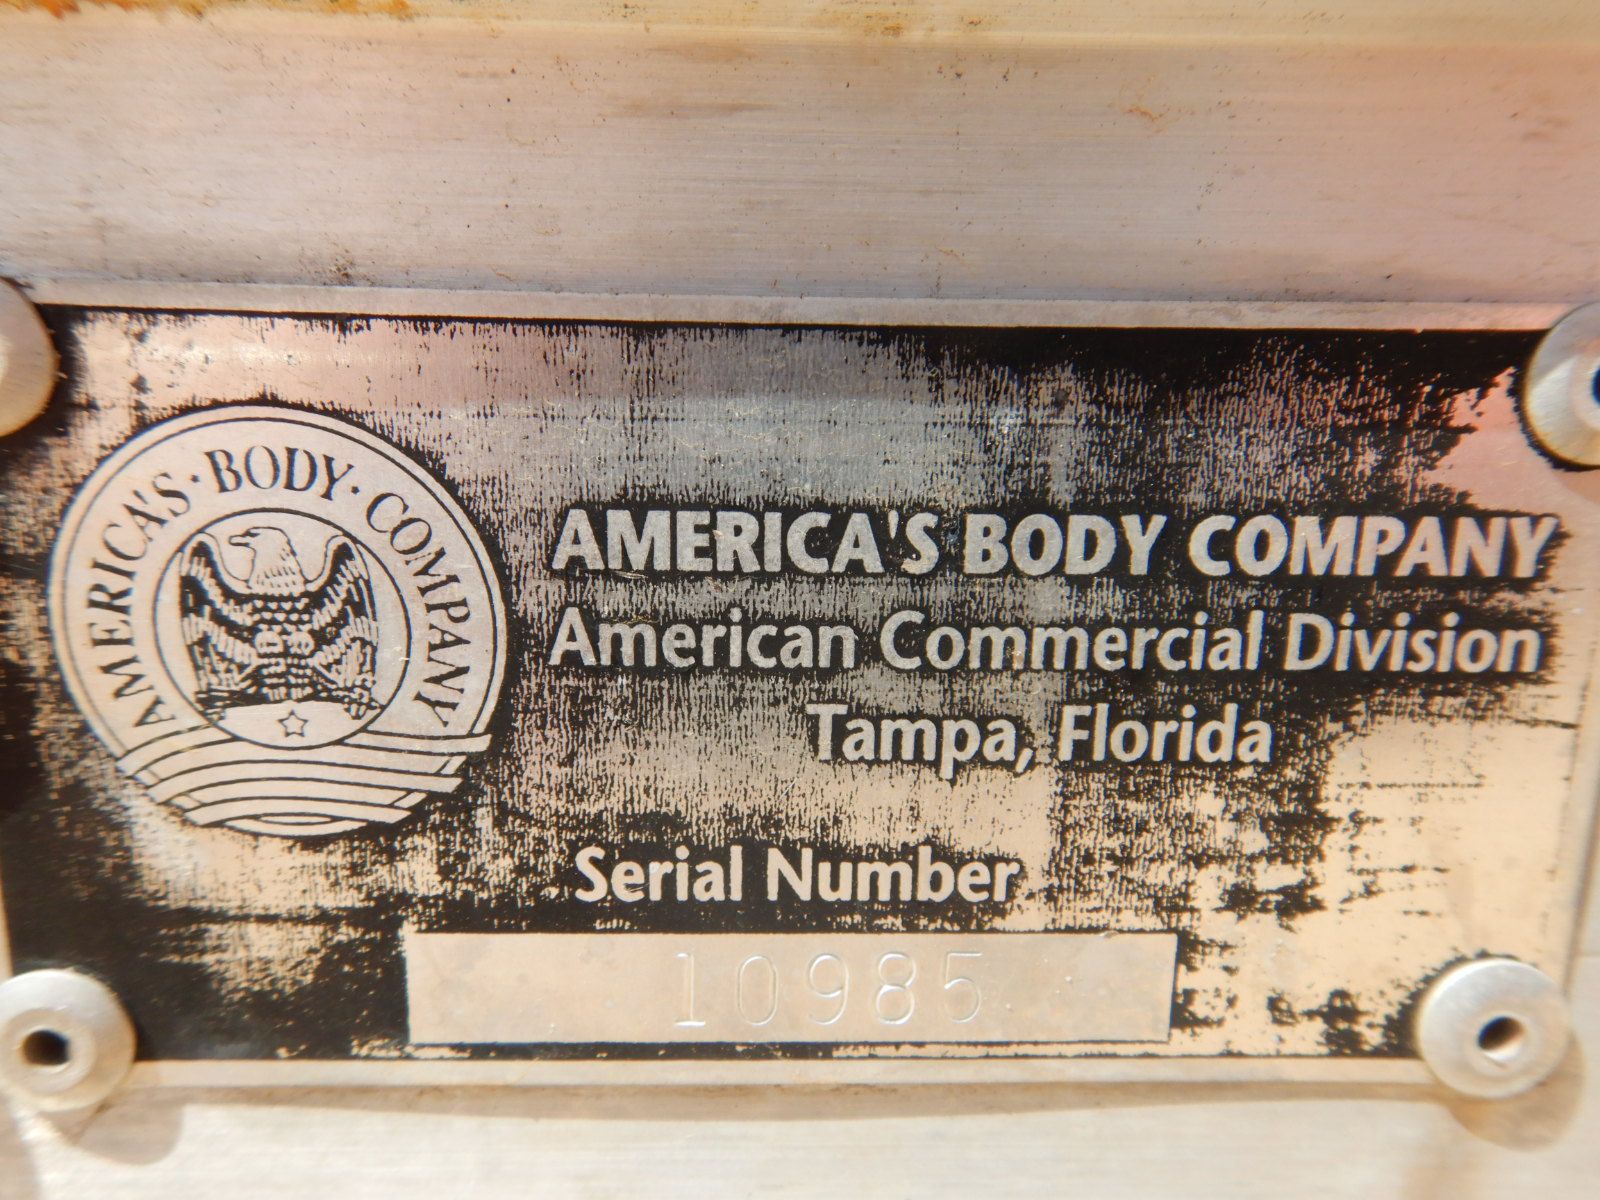 AMERICA'S · BODY · COMPANY
AMERICA'S BODY COMPANY
American Commercial Division
Tampa, Florida
Serial Number
10985